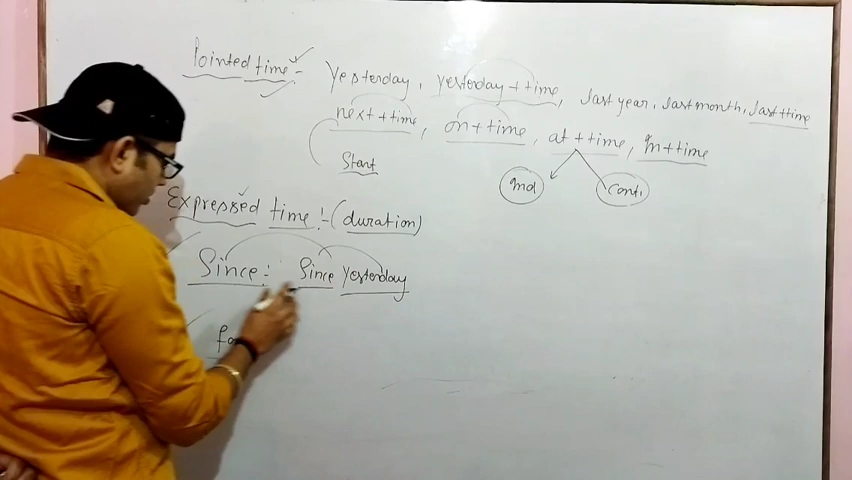 Pointed time :- Yesterday, yesterday + time, last year, last month, last + time
next + time, on + time, at + time, In + time
Start
Ind Conti.
Expressed time :- (duration)
Since : Since Yesterday
fo